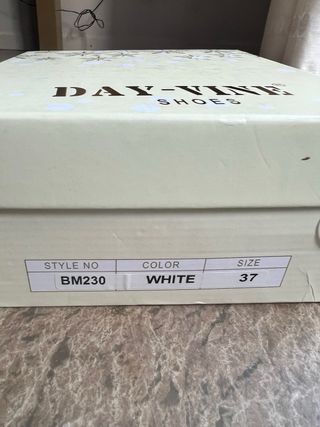 DAY-VINE
SHOES
STYLE NO COLOR SIZE
BM230 WHITE 37